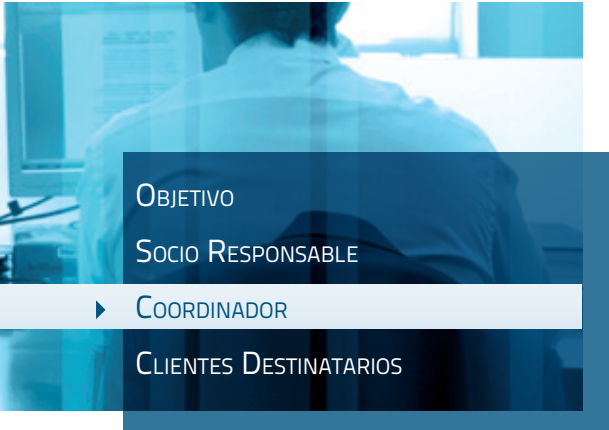 Objetivo
Socio Responsable
Coordinador
Clientes Destinatarios